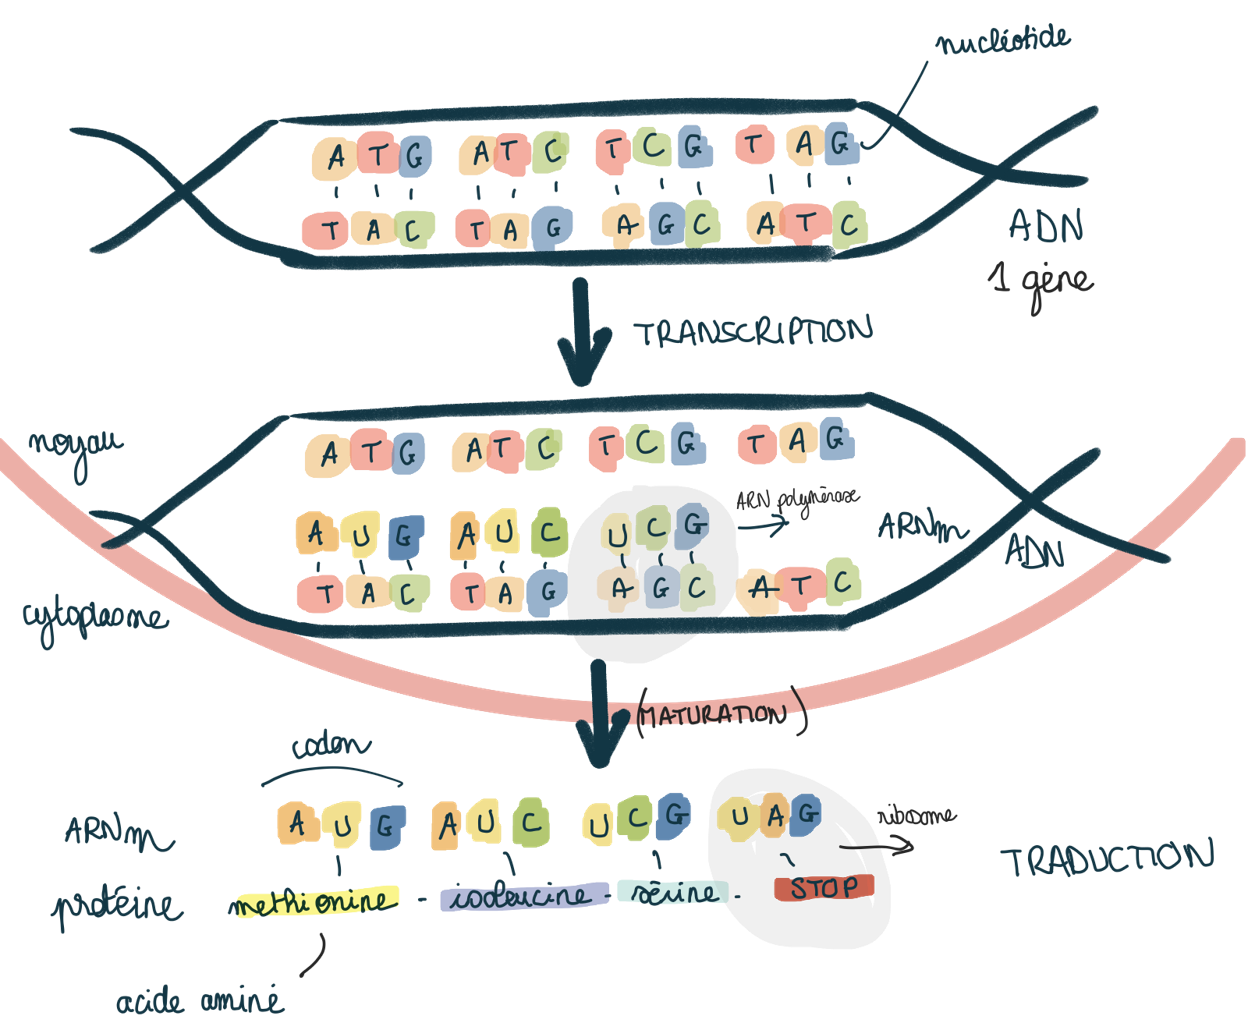 nucléotide
A T G A T C T C G T A G
T A C T A G A G C A T C
ADN
1 gène
TRANSCRIPTION
noyau
A T G A T C T C G T A G
ARN polymérase
A U G A U C U C G
ARNm
ADN
T A C T A G A G C A T C
cytoplasme
(MATURATION)
codon
ARNm
A U G A U C U C G U A G
ribosome
TRADUCTION
protéine
methionine - isoleucine - sérine - STOP
acide aminé